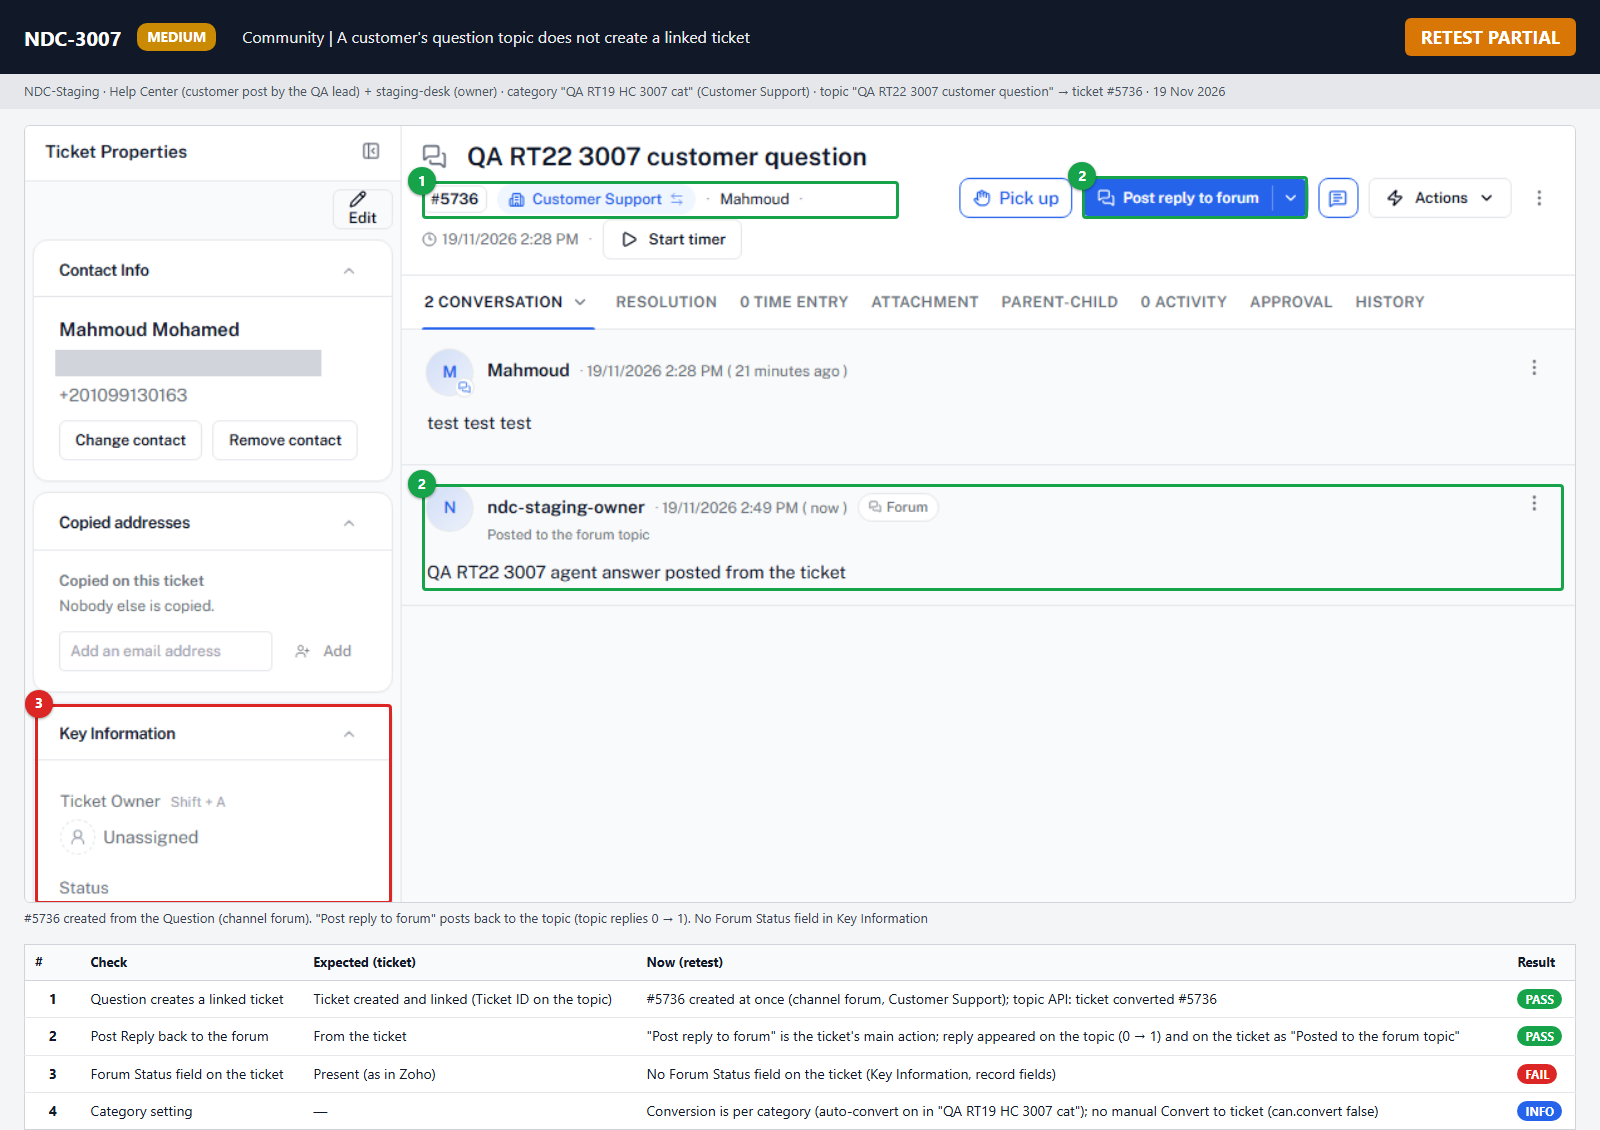 NDC-3007 MEDIUM Community | A customer's question topic does not create a linked ticket RETEST PARTIAL
NDC-Staging · Help Center (customer post by the QA lead) + staging-desk (owner) · category "QA RT19 HC 3007 cat" (Customer Support) · topic "QA RT22 3007 customer question" → ticket #5736 · 19 Nov 2026
Ticket Properties
Edit
Contact Info
Mahmoud Mohamed
+201099130163
Change contact Remove contact
Copied addresses
Copied on this ticket
Nobody else is copied.
Add an email address Add
3
Key Information
Ticket Owner Shift + A
Unassigned
Status
QA RT22 3007 customer question
1
#5736 Customer Support · Mahmoud ·
Pick up
2
Post reply to forum
Actions
19/11/2026 2:28 PM · Start timer
2 CONVERSATION RESOLUTION 0 TIME ENTRY ATTACHMENT PARENT-CHILD 0 ACTIVITY APPROVAL HISTORY
M Mahmoud · 19/11/2026 2:28 PM ( 21 minutes ago )
test test test
2
N ndc-staging-owner · 19/11/2026 2:49 PM ( now ) Forum
Posted to the forum topic
QA RT22 3007 agent answer posted from the ticket
#5736 created from the Question (channel forum). "Post reply to forum" posts back to the topic (topic replies 0 → 1). No Forum Status field in Key Information
# Check Expected (ticket) Now (retest) Result
1 Question creates a linked ticket Ticket created and linked (Ticket ID on the topic) #5736 created at once (channel forum, Customer Support); topic API: ticket converted #5736 PASS
2 Post Reply back to the forum From the ticket "Post reply to forum" is the ticket's main action; reply appeared on the topic (0 → 1) and on the ticket as "Posted to the forum topic" PASS
3 Forum Status field on the ticket Present (as in Zoho) No Forum Status field on the ticket (Key Information, record fields) FAIL
4 Category setting — Conversion is per category (auto-convert on in "QA RT19 HC 3007 cat"); no manual Convert to ticket (can.convert false) INFO